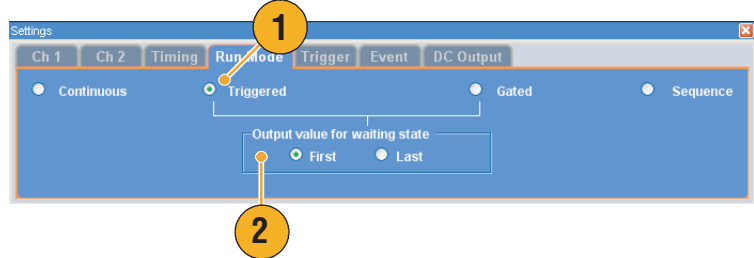 1
Settings
Ch 1 Ch 2 Timing Run Mode Trigger Event DC Output
Continuous Triggered Gated Sequence
Output value for waiting state
First Last
2